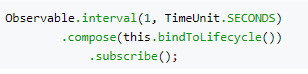 Observable.interval(1, TimeUnit.SECONDS)
.compose(this.bindToLifecycle())
.subscribe();